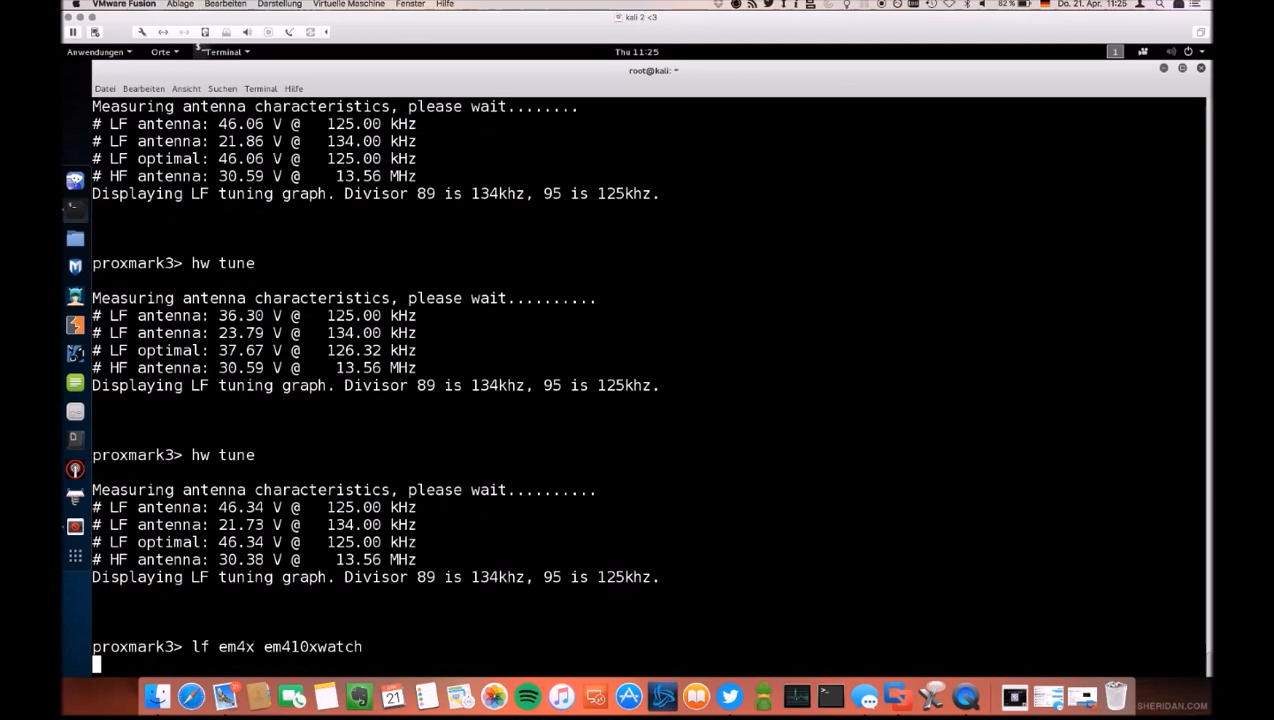 VMware Fusion Ablage Bearbeiten Darstellung Virtuelle Maschine Fenster Hilfe 82 % Do. 21. Apr. 11:25
kali 2 <3
Anwendungen Orte Terminal Thu 11:25 1
root@kali: ~
Datei Bearbeiten Ansicht Suchen Terminal Hilfe
Measuring antenna characteristics, please wait........
# LF antenna: 46.06 V @   125.00 kHz
# LF antenna: 21.86 V @   134.00 kHz
# LF optimal: 46.06 V @   125.00 kHz
# HF antenna: 30.59 V @    13.56 MHz
Displaying LF tuning graph. Divisor 89 is 134khz, 95 is 125khz.
proxmark3> hw tune
Measuring antenna characteristics, please wait..........
# LF antenna: 36.30 V @   125.00 kHz
# LF antenna: 23.79 V @   134.00 kHz
# LF optimal: 37.67 V @   126.32 kHz
# HF antenna: 30.59 V @    13.56 MHz
Displaying LF tuning graph. Divisor 89 is 134khz, 95 is 125khz.
proxmark3> hw tune
Measuring antenna characteristics, please wait..........
# LF antenna: 46.34 V @   125.00 kHz
# LF antenna: 21.73 V @   134.00 kHz
# LF optimal: 46.34 V @   125.00 kHz
# HF antenna: 30.38 V @    13.56 MHz
Displaying LF tuning graph. Divisor 89 is 134khz, 95 is 125khz.
proxmark3> lf em4x em410xwatch
21
SHERIDAN.COM